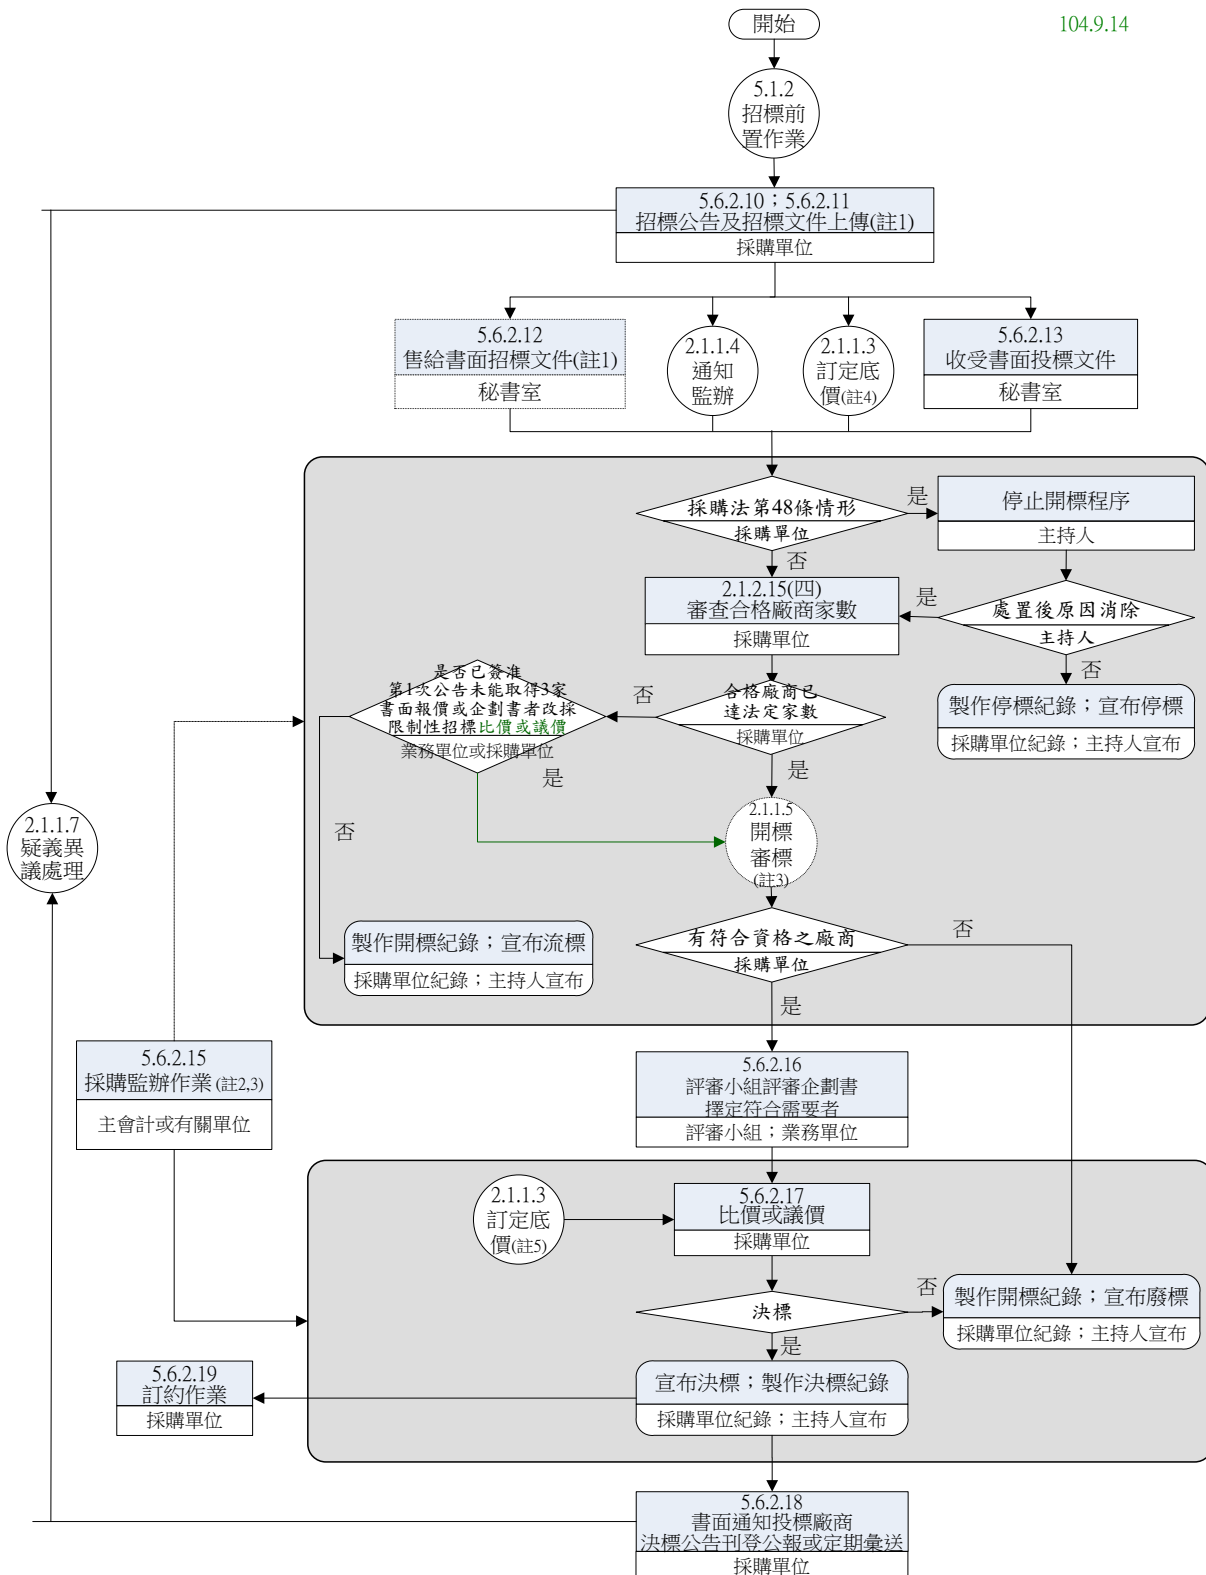 開始
104.9.14
5.1.2
招標前
置作業
5.6.2.10；5.6.2.11
招標公告及招標文件上傳(註1)
採購單位
5.6.2.12
售給書面招標文件(註1)
秘書室
2.1.1.4
通知
監辦
2.1.1.3
訂定底
價(註4)
5.6.2.13
收受書面投標文件
秘書室
採購法第48條情形
採購單位
是
否
停止開標程序
主持人
2.1.2.15(四)
審查合格廠商家數
採購單位
是
處置後原因消除
主持人
否
製作停標紀錄；宣布停標
採購單位紀錄；主持人宣布
是否已簽准
第1次公告未能取得3家
書面報價或企劃書者改採
限制性招標比價或議價
業務單位或採購單位
否
合格廠商已
達法定家數
採購單位
是
是
否
2.1.1.5
開標
審標
(註3)
2.1.1.7
疑義異
議處理
製作開標紀錄；宣布流標
採購單位紀錄；主持人宣布
有符合資格之廠商
採購單位
否
是
5.6.2.15
採購監辦作業(註2,3)
主會計或有關單位
5.6.2.16
評審小組評審企劃書
擇定符合需要者
評審小組；業務單位
2.1.1.3
訂定底
價(註5)
5.6.2.17
比價或議價
採購單位
決標
否
是
製作開標紀錄；宣布廢標
採購單位紀錄；主持人宣布
5.6.2.19
訂約作業
採購單位
宣布決標；製作決標紀錄
採購單位紀錄；主持人宣布
5.6.2.18
書面通知投標廠商
決標公告刊登公報或定期彙送
採購單位